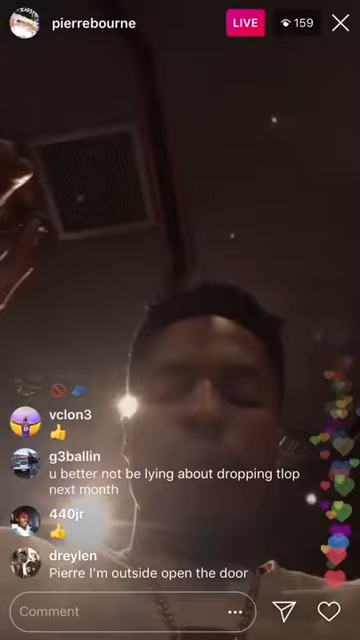 pierrebourne
LIVE
159
vclon3
👍
g3ballin
u better not be lying about dropping tlop
next month
440jr
👍
dreylen
Pierre I'm outside open the door
Comment